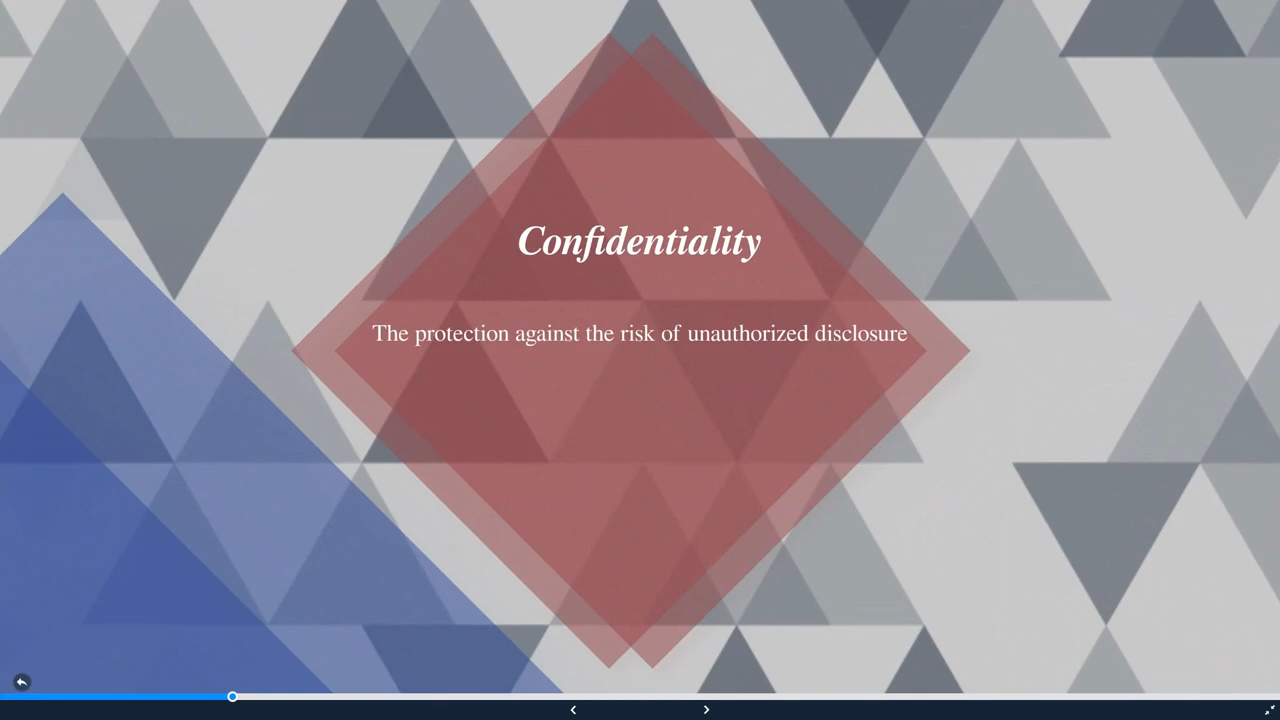 Confidentiality
The protection against the risk of unauthorized disclosure